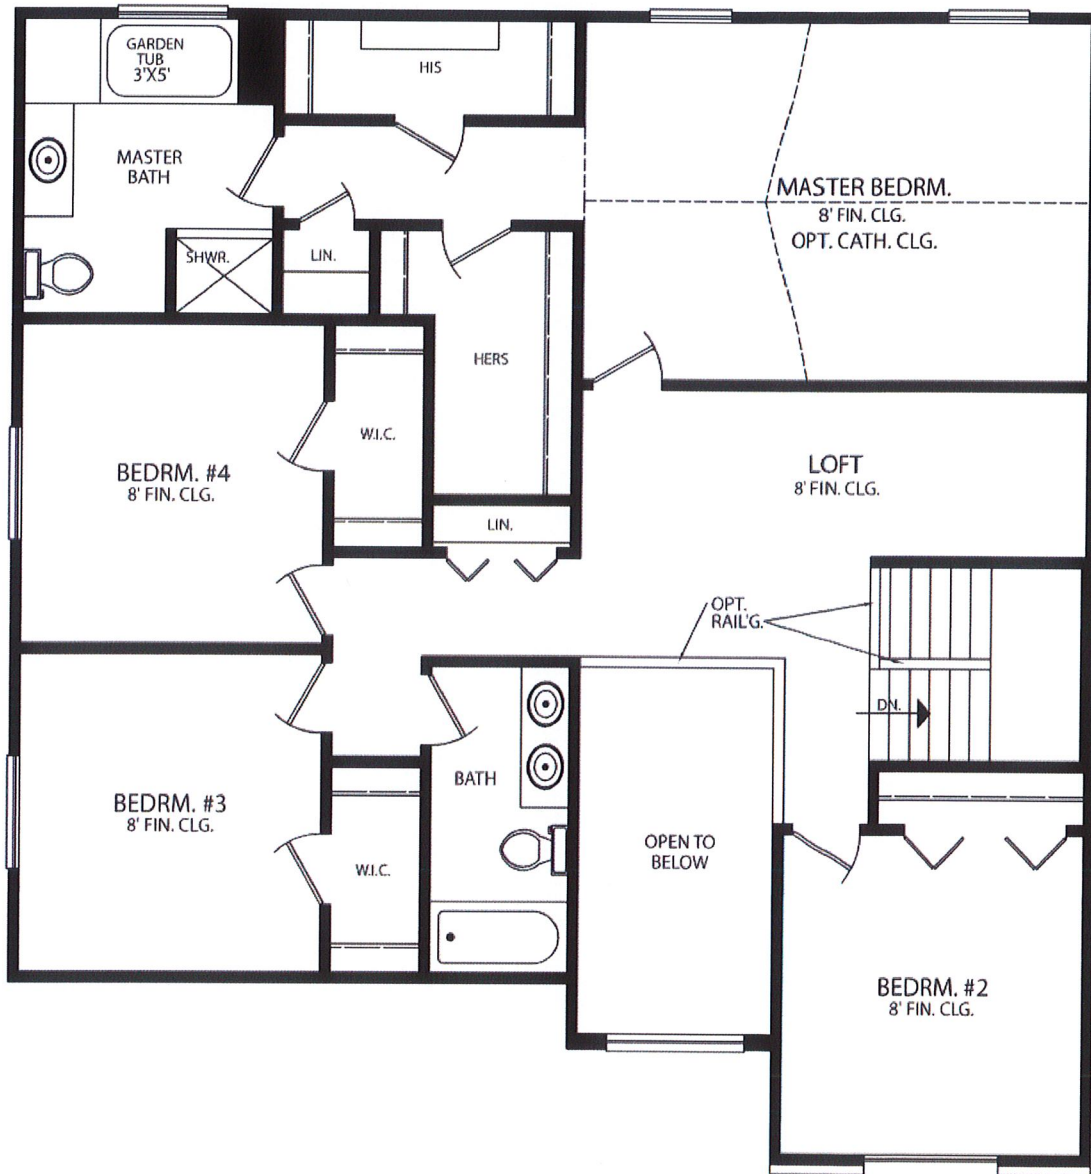 GARDEN
TUB
3'X5'
HIS
MASTER
BATH
MASTER BEDRM.
8' FIN. CLG.
OPT. CATH. CLG.
SHWR.
LIN.
HERS
W.I.C.
BEDRM. #4
8' FIN. CLG.
LOFT
8' FIN. CLG.
LIN.
OPT.
RAIL'G.
DN.
BATH
BEDRM. #3
8' FIN. CLG.
W.I.C.
OPEN TO
BELOW
BEDRM. #2
8' FIN. CLG.